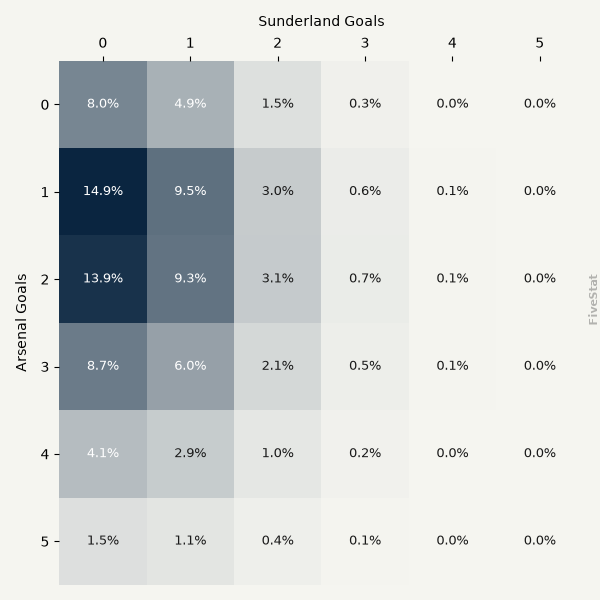 Sunderland Goals
0 1 2 3 4 5
0 8.0% 4.9% 1.5% 0.3% 0.0% 0.0%
1 14.9% 9.5% 3.0% 0.6% 0.1% 0.0%
2 13.9% 9.3% 3.1% 0.7% 0.1% 0.0%
3 8.7% 6.0% 2.1% 0.5% 0.1% 0.0%
4 4.1% 2.9% 1.0% 0.2% 0.0% 0.0%
5 1.5% 1.1% 0.4% 0.1% 0.0% 0.0%
Arsenal Goals
FiveStat